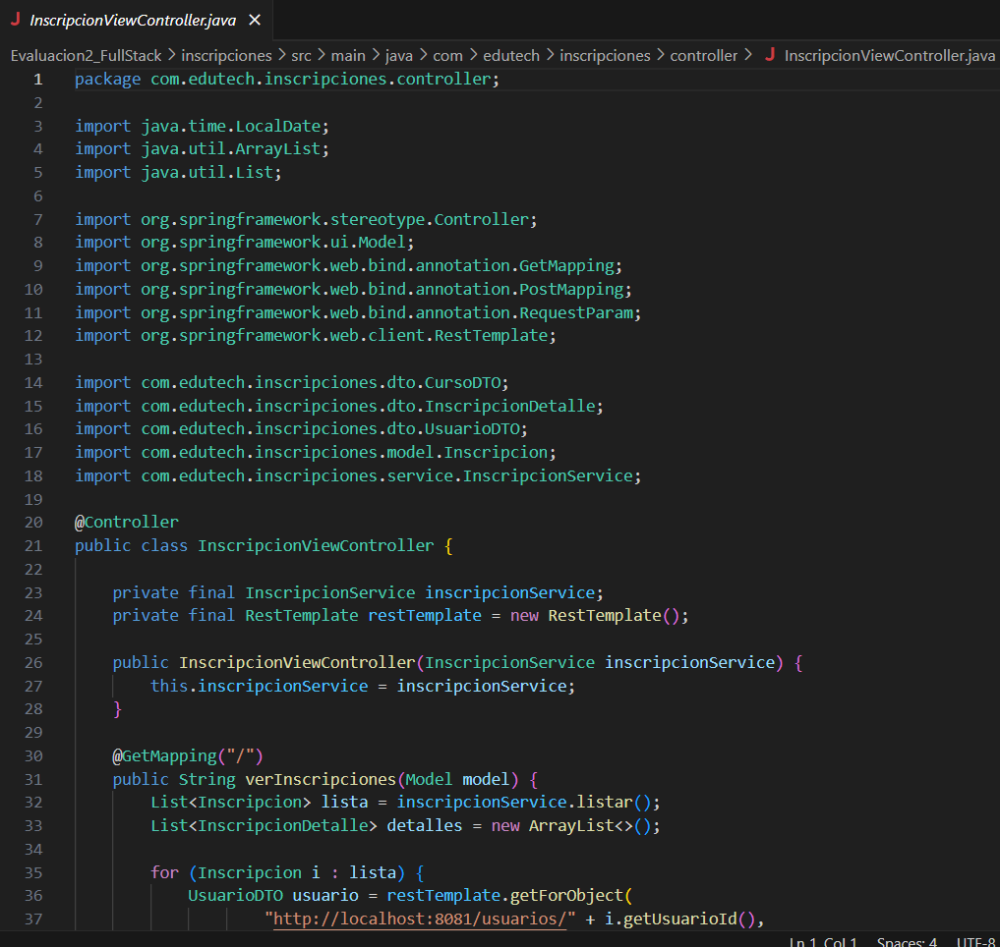 InscripcionViewController.java
Evaluacion2_FullStack > inscripciones > src > main > java > com > edutech > inscripciones > controller > InscripcionViewController.java
1 package com.edutech.inscripciones.controller;
2
3 import java.time.LocalDate;
4 import java.util.ArrayList;
5 import java.util.List;
6
7 import org.springframework.stereotype.Controller;
8 import org.springframework.ui.Model;
9 import org.springframework.web.bind.annotation.GetMapping;
10 import org.springframework.web.bind.annotation.PostMapping;
11 import org.springframework.web.bind.annotation.RequestParam;
12 import org.springframework.web.client.RestTemplate;
13
14 import com.edutech.inscripciones.dto.CursoDTO;
15 import com.edutech.inscripciones.dto.InscripcionDetalle;
16 import com.edutech.inscripciones.dto.UsuarioDTO;
17 import com.edutech.inscripciones.model.Inscripcion;
18 import com.edutech.inscripciones.service.InscripcionService;
19
20 @Controller
21 public class InscripcionViewController {
22
23     private final InscripcionService inscripcionService;
24     private final RestTemplate restTemplate = new RestTemplate();
25
26     public InscripcionViewController(InscripcionService inscripcionService) {
27         this.inscripcionService = inscripcionService;
28     }
29
30     @GetMapping("/")
31     public String verInscripciones(Model model) {
32         List<Inscripcion> lista = inscripcionService.listar();
33         List<InscripcionDetalle> detalles = new ArrayList<>();
34
35         for (Inscripcion i : lista) {
36             UsuarioDTO usuario = restTemplate.getForObject(
37                     "http://localhost:8081/usuarios/" + i.getUsuarioId(),
Ln 1, Col 1 Spaces: 4 UTF-8